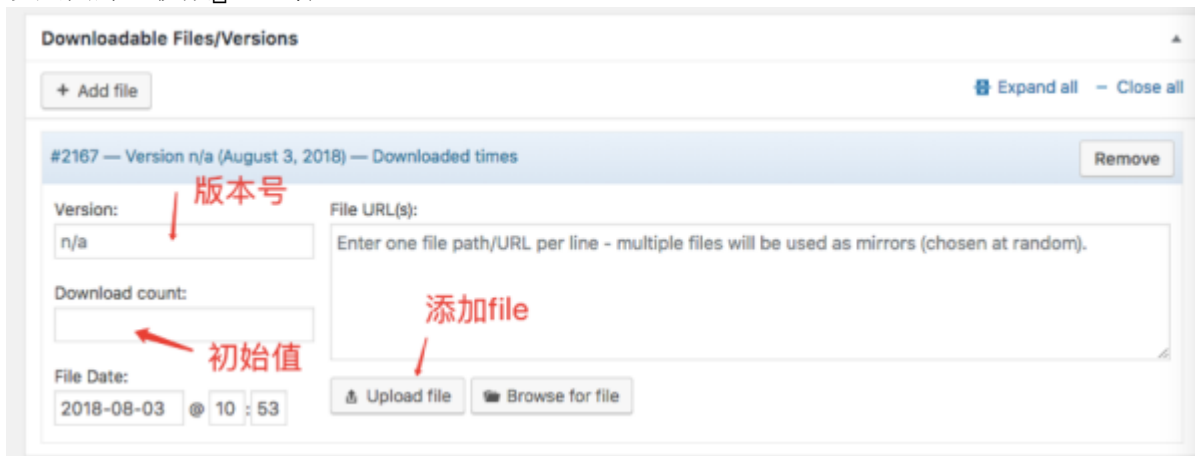 Downloadable Files/Versions
+ Add file
Expand all – Close all
#2167 — Version n/a (August 3, 2018) — Downloaded times
Remove
版本号
Version:
File URL(s):
n/a
Enter one file path/URL per line - multiple files will be used as mirrors (chosen at random).
Download count:
添加file
初始值
File Date:
2018-08-03 @ 10 : 53
Upload file
Browse for file